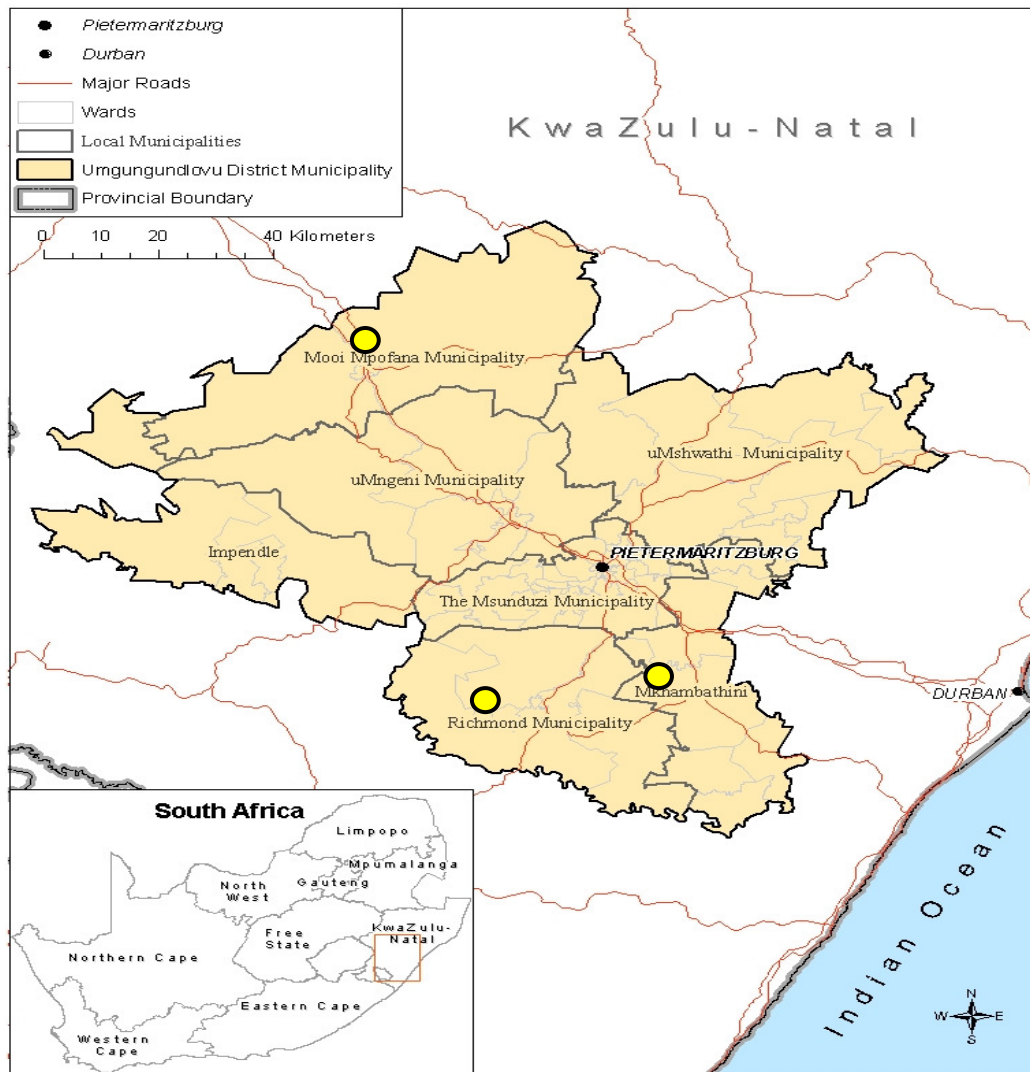 Pietermaritzburg
Durban
Major Roads
Wards
Local Municipalities
Umgungundlovu District Municipality
Provincial Boundary
KwaZulu-Natal
0 10 20 40 Kilometers
Mooi Mpofana Municipality
uMshwathi Municipality
uMngeni Municipality
Impendle
PIETERMARITZBURG
The Msunduzi Municipality
Mkhambathini
DURBAN
Richmond Municipality
South Africa
Limpopo
Mpumalanga
Gauteng
North
West
KwaZulu-
Natal
Free
State
Northern Cape
Eastern Cape
Western
Cape
Indian Ocean
N
W E
S